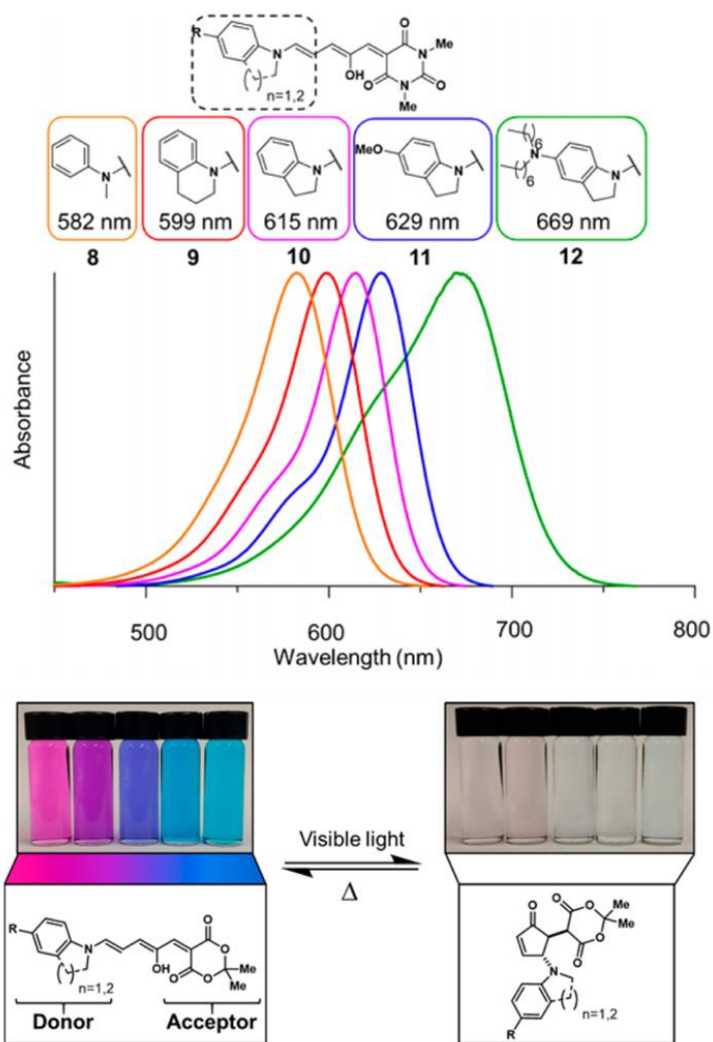 R
N
n=1,2
OH
O
O
N
Me
O
N
Me
N
582 nm
N
599 nm
N
615 nm
MeO
N
629 nm
( )6
N
( )6
N
669 nm
8
9
10
11
12
Absorbance
500
600
700
800
Wavelength (nm)
Visible light
Δ
R
N
n=1,2
OH
O
O
O
O
Me
Me
Donor
Acceptor
O
O
O
O
O
Me
Me
N
n=1,2
R